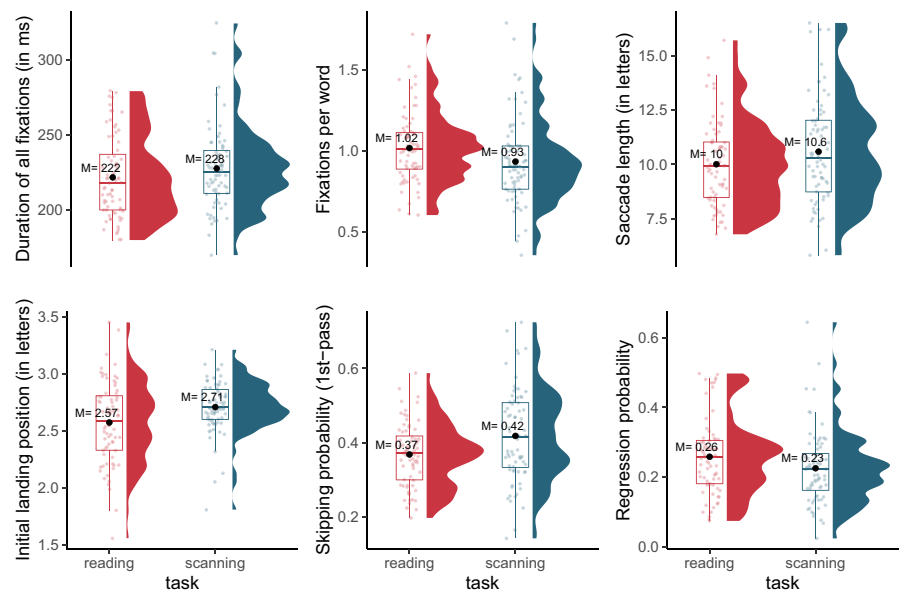 Duration of all fixations (in ms)
300
250
200
M= 222
M= 228
Fixations per word
1.5
1.0
0.5
M= 1.02
M= 0.93
Saccade length (in letters)
15.0
12.5
10.0
7.5
M= 10
M= 10.6
Initial landing position (in letters)
3.5
3.0
2.5
2.0
1.5
M= 2.57
M= 2.71
reading
scanning
task
Skipping probability (1st−pass)
0.6
0.4
0.2
M= 0.37
M= 0.42
reading
scanning
task
Regression probability
0.6
0.4
0.2
0.0
M= 0.26
M= 0.23
reading
scanning
task